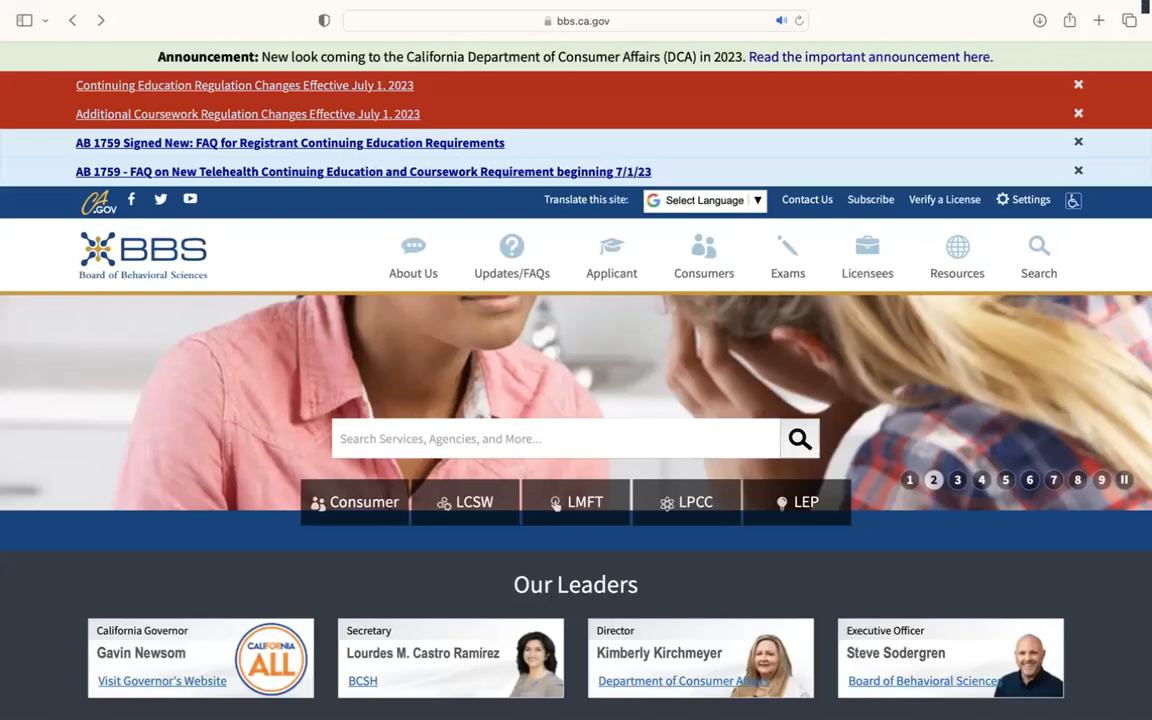 bbs.ca.gov
Announcement: New look coming to the California Department of Consumer Affairs (DCA) in 2023. Read the important announcement here.
Continuing Education Regulation Changes Effective July 1, 2023
Additional Coursework Regulation Changes Effective July 1, 2023
AB 1759 Signed New: FAQ for Registrant Continuing Education Requirements
AB 1759 - FAQ on New Telehealth Continuing Education and Coursework Requirement beginning 7/1/23
CA.GOV Translate this site: G Select Language Contact Us Subscribe Verify a License Settings
BBS
Board of Behavioral Sciences
About Us Updates/FAQs Applicant Consumers Exams Licensees Resources Search
Search Services, Agencies, and More...
1 2 3 4 5 6 7 8 9
Consumer LCSW LMFT LPCC LEP
Our Leaders
California Governor
Gavin Newsom
Visit Governor's Website
CALIFORNIA
ALL
Secretary
Lourdes M. Castro Ramírez
BCSH
Director
Kimberly Kirchmeyer
Department of Consumer Affairs
Executive Officer
Steve Sodergren
Board of Behavioral Sciences